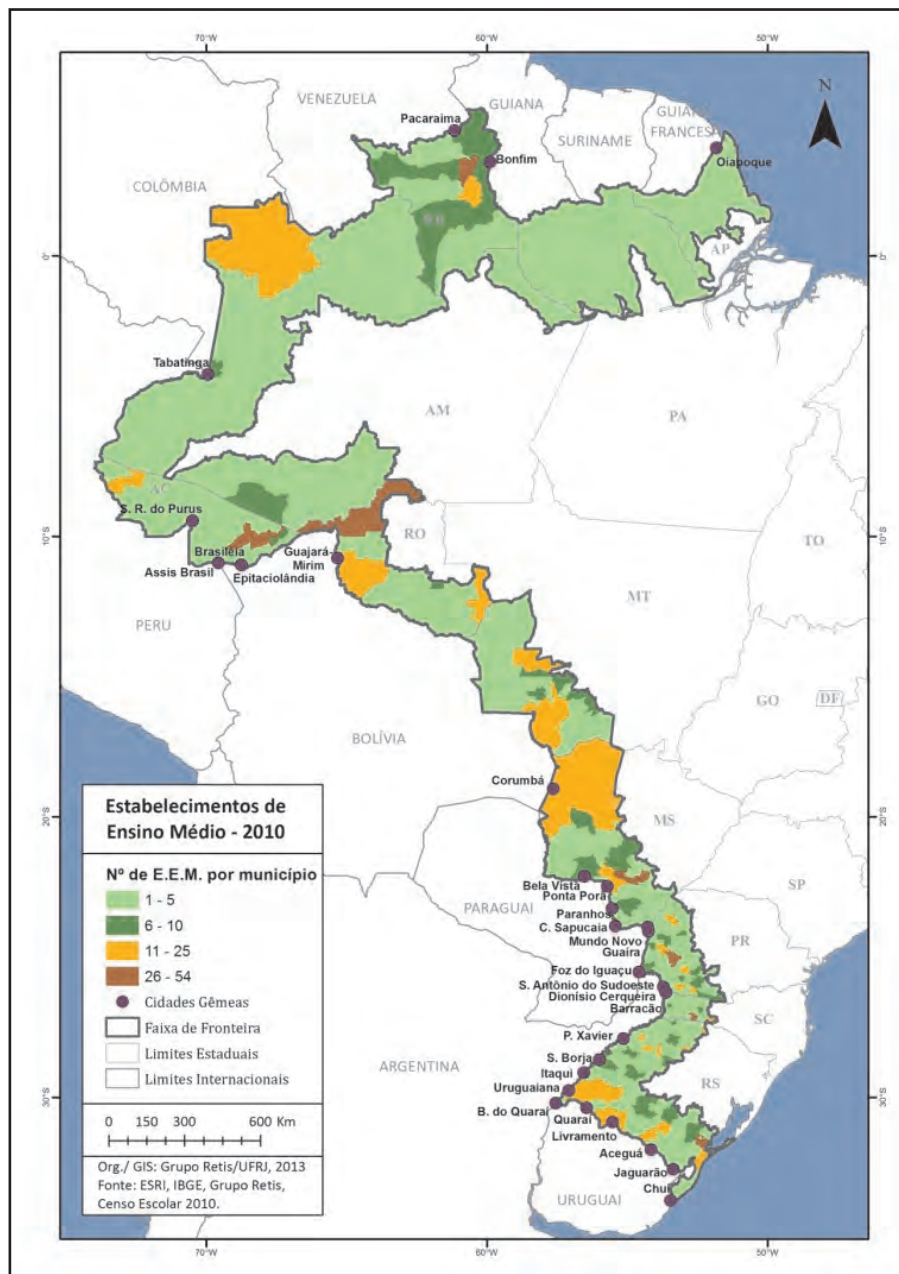 70°W
60°W
50°W
N
VENEZUELA
GUIANA
SURINAME
GUIANA
FRANCESA
COLÔMBIA
Pacaraima
Bonfim
Oiapoque
RR
AP
0°
0°
Tabatinga
AM
PA
AC
S. R. do Purus
RO
TO
10°S
10°S
Brasiléia
Assis Brasil
Epitaciolândia
Guajará-
Mirim
MT
PERU
GO
DF
BOLÍVIA
Corumbá
MS
20°S
20°S
SP
Bela Vista
Ponta Porã
PARAGUAI
Paranhos
C. Sapucaia
Mundo Novo
Guaíra
PR
Foz do Iguaçu
S. Antônio do Sudoeste
Dionísio Cerqueira
Barracão
SC
ARGENTINA
P. Xavier
S. Borja
Itaqui
RS
Uruguaiana
B. do Quaraí
Quaraí
Livramento
30°S
30°S
Aceguá
Jaguarão
Chuí
URUGUAI
Estabelecimentos de
Ensino Médio - 2010
Nº de E.E.M. por município
1 - 5
6 - 10
11 - 25
26 - 54
Cidades Gêmeas
Faixa de Fronteira
Limites Estaduais
Limites Internacionais
0 150 300 600 Km
Org./ GIS: Grupo Retis/UFRJ, 2013
Fonte: ESRI, IBGE, Grupo Retis,
Censo Escolar 2010.
70°W
60°W
50°W